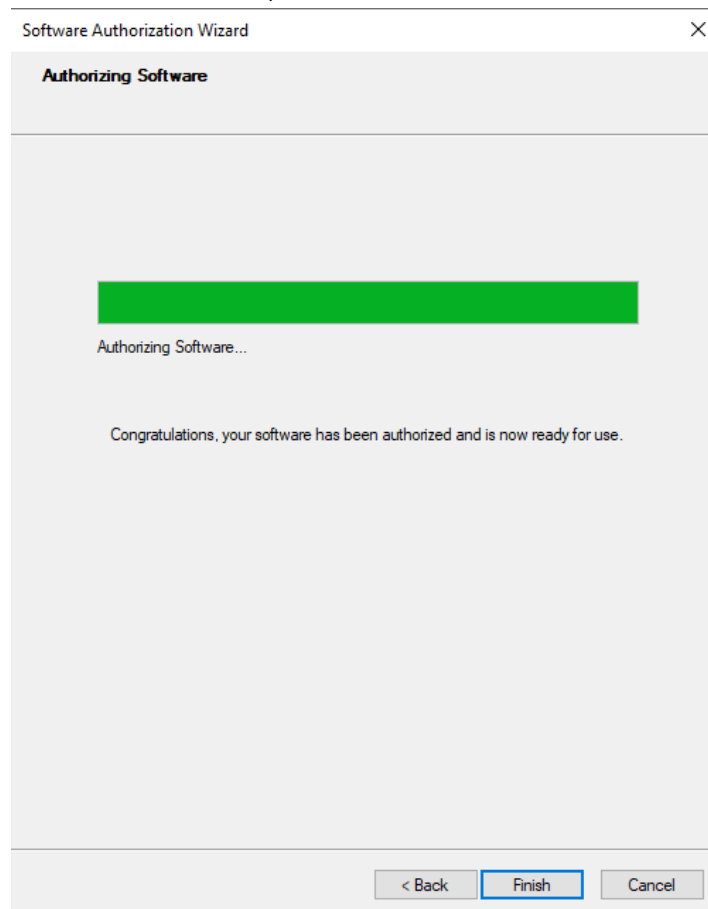 Software Authorization Wizard
Authorizing Software
Authorizing Software...
Congratulations, your software has been authorized and is now ready for use.
< Back Finish Cancel